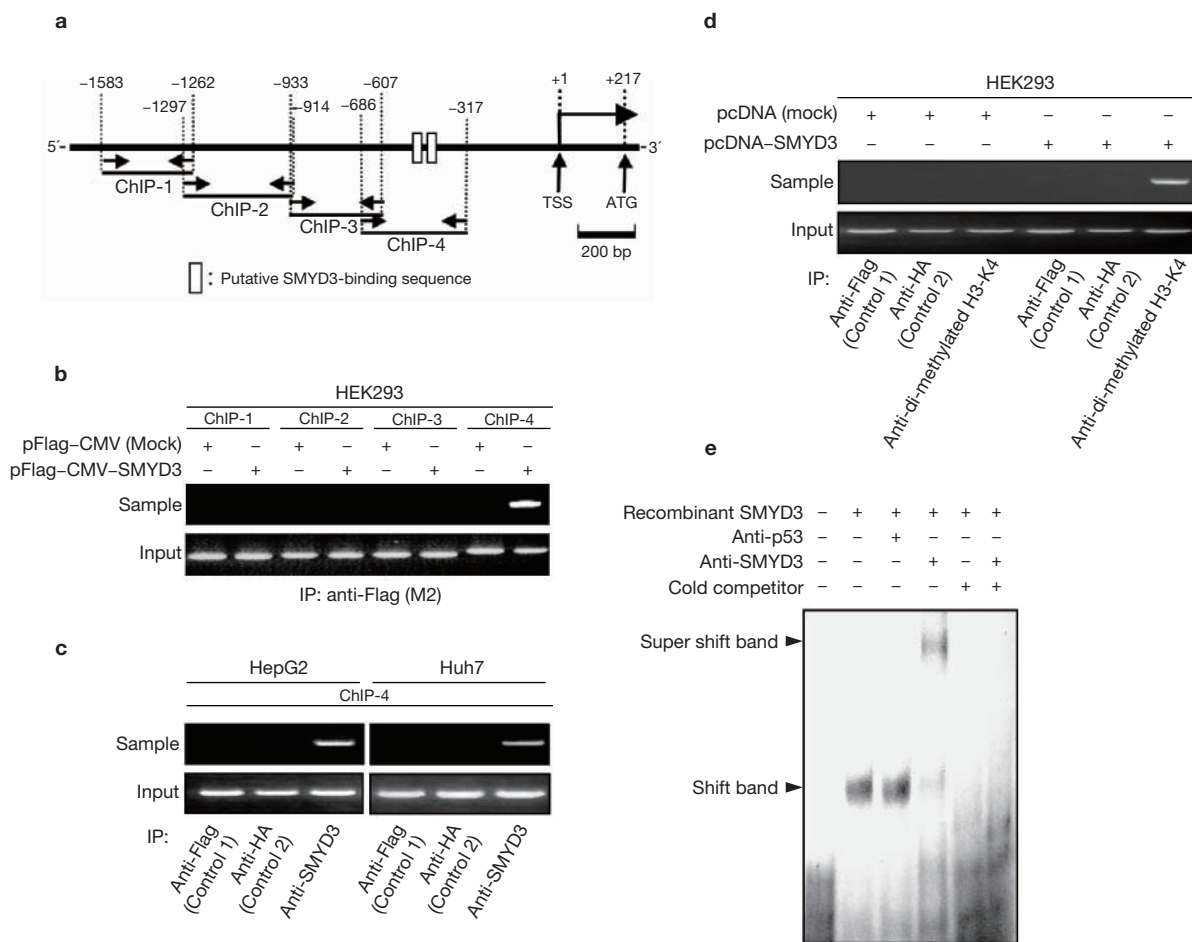 a
−1583
−1262
−933
−607
+1
+217
−1297
−914
−686
−317
5′
3′
ChIP-1
ChIP-2
ChIP-3
ChIP-4
TSS
ATG
200 bp
: Putative SMYD3-binding sequence
b
HEK293
ChIP-1 ChIP-2 ChIP-3 ChIP-4
pFlag–CMV (Mock) + – + – + – + –
pFlag–CMV–SMYD3 – + – + – + – +
Sample
Input
IP: anti-Flag (M2)
c
HepG2 Huh7
ChIP-4
Sample
Input
IP:
Anti-Flag
(Control 1)
Anti-HA
(Control 2)
Anti-SMYD3
Anti-Flag
(Control 1)
Anti-HA
(Control 2)
Anti-SMYD3
d
HEK293
pcDNA (mock) + + + – – –
pcDNA–SMYD3 – – – + + +
Sample
Input
IP:
Anti-Flag
(Control 1)
Anti-HA
(Control 2)
Anti-di-methylated H3-K4
Anti-Flag
(Control 1)
Anti-HA
(Control 2)
Anti-di-methylated H3-K4
e
Recombinant SMYD3 – + + + + +
Anti-p53 – – + – – –
Anti-SMYD3 – – – + – +
Cold competitor – – – – + +
Super shift band
Shift band